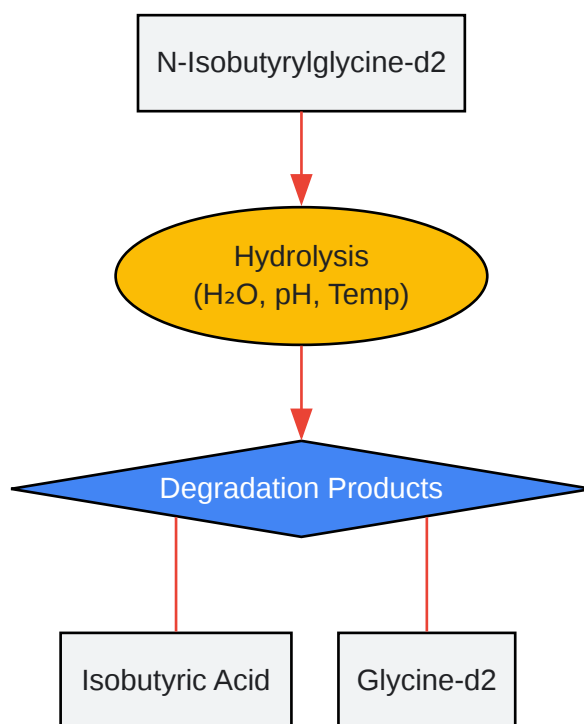 N-Isobutyrylglycine-d2
Hydrolysis
(H₂O, pH, Temp)
Degradation Products
Isobutyric Acid
Glycine-d2